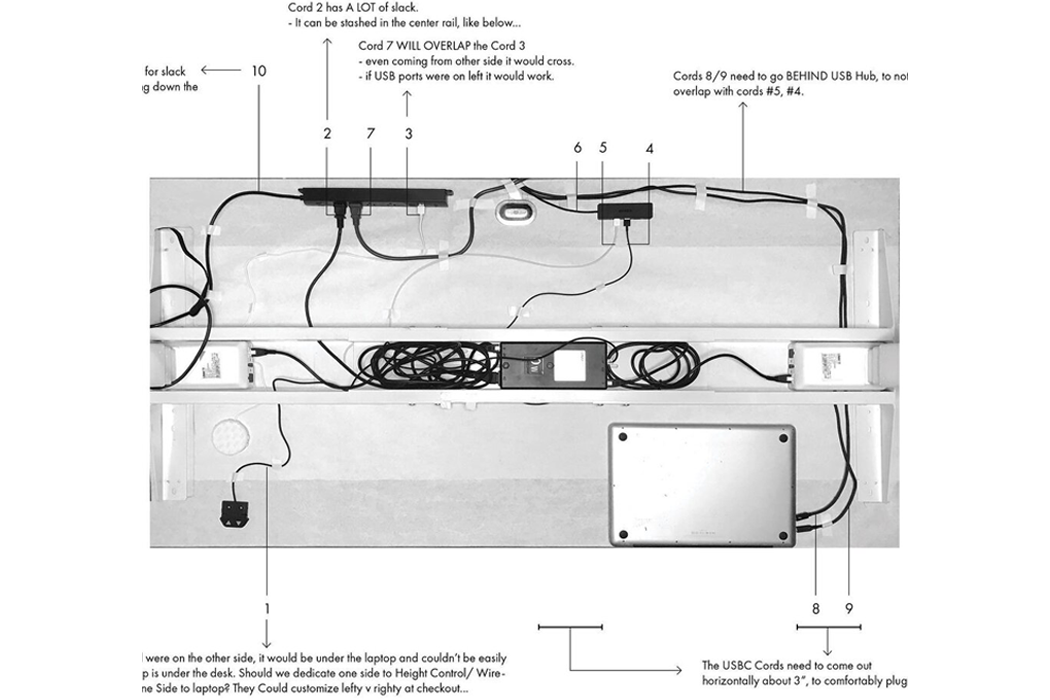 Cord 2 has A LOT of slack.
- It can be stashed in the center rail, like below...
Cord 7 WILL OVERLAP the Cord 3
- even coming from other side it would cross.
- if USB ports were on left it would work.
for slack
10
g down the
Cords 8/9 need to go BEHIND USB Hub, to not
overlap with cords #5, #4.
2
7
3
6
5
4
1
8
9
were on the other side, it would be under the laptop and couldn't be easily
p is under the desk. Should we dedicate one side to Height Control/ Wire-
ne Side to laptop? They Could customize lefty v righty at checkout...
The USBC Cords need to come out
horizontally about 3", to comfortably plug